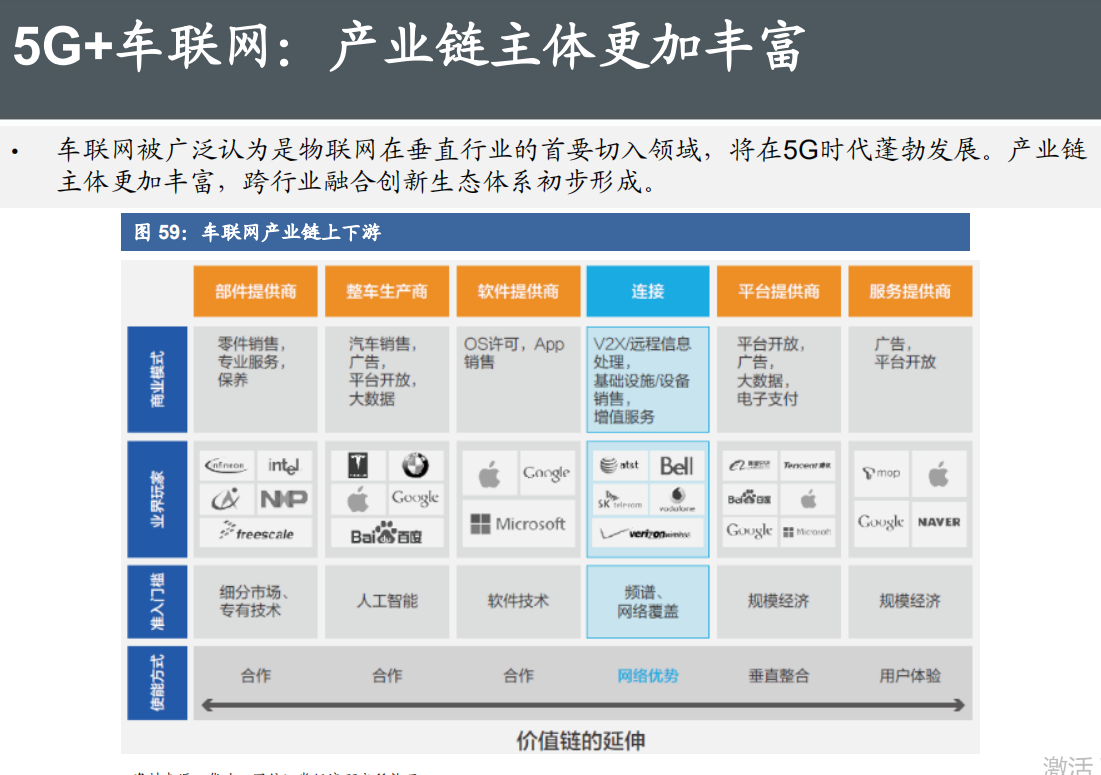 5G+车联网：产业链主体更加丰富
• 车联网被广泛认为是物联网在垂直行业的首要切入领域，将在5G时代蓬勃发展。产业链
主体更加丰富，跨行业融合创新生态体系初步形成。
图 59：车联网产业链上下游
部件提供商 整车生产商 软件提供商 连接 平台提供商 服务提供商
商业模式
零件销售，
专业服务，
保养
汽车销售，
广告，
平台开放，
大数据
OS许可，App
销售
V2X/远程信息
处理，
基础设施/设备
销售，
增值服务
平台开放，
广告，
大数据，
电子支付
广告，
平台开放
业界玩家
infineon intel
NXP
freescale
Google
Bai百度
Google
Microsoft
at&t Bell
SK telecom vodafone
verizon wireless
Tencent
Bai百度
Google Microsoft
mop
Google NAVER
准入门槛
细分市场、
专有技术
人工智能
软件技术
频谱、
网络覆盖
规模经济
规模经济
使能方式
合作 合作 合作 网络优势 垂直整合 用户体验
价值链的延伸
激活